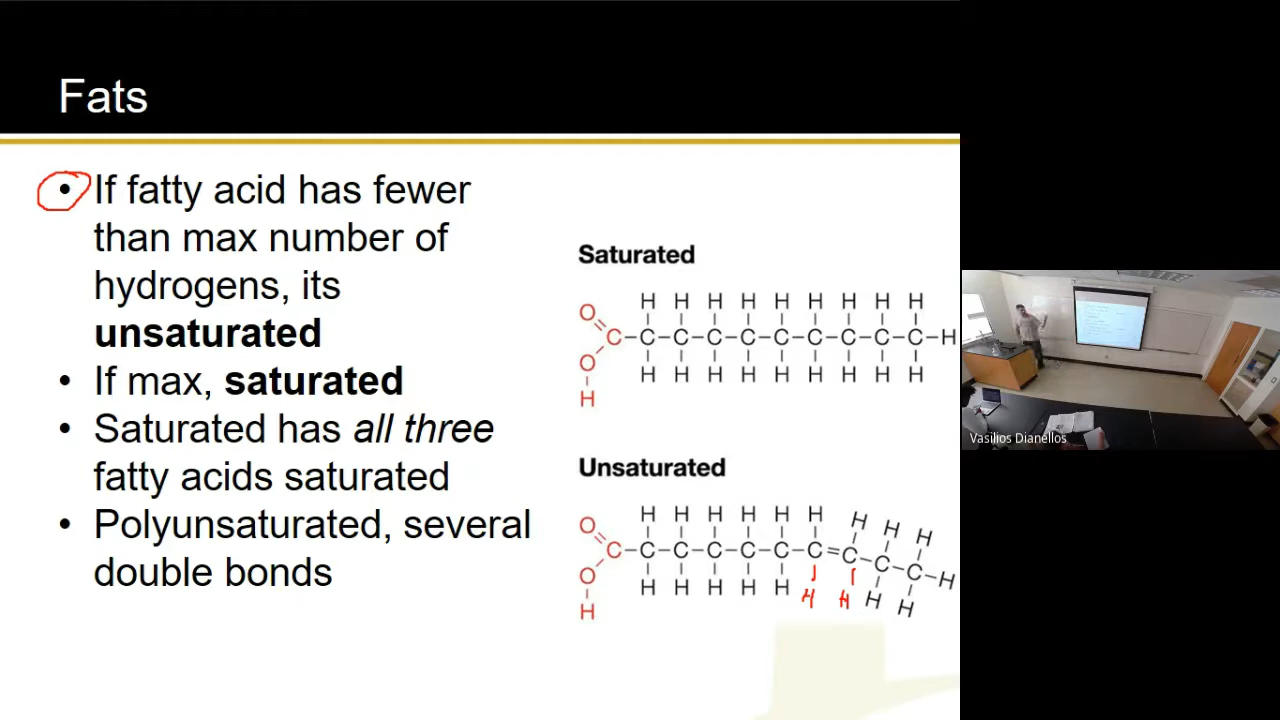 Fats
• If fatty acid has fewer
than max number of
hydrogens, its
unsaturated
• If max, saturated
• Saturated has all three
fatty acids saturated
• Polyunsaturated, several
double bonds
Saturated
H H H H H H H H H
O
C–C–C–C–C–C–C–C–C–C–H
O
H H H H H H H H H
H
Unsaturated
H H H H H H H H H
O
C–C–C–C–C–C–C=C–C–C–H
O
H H H H H H H H H
H
Vasilios Dianellos